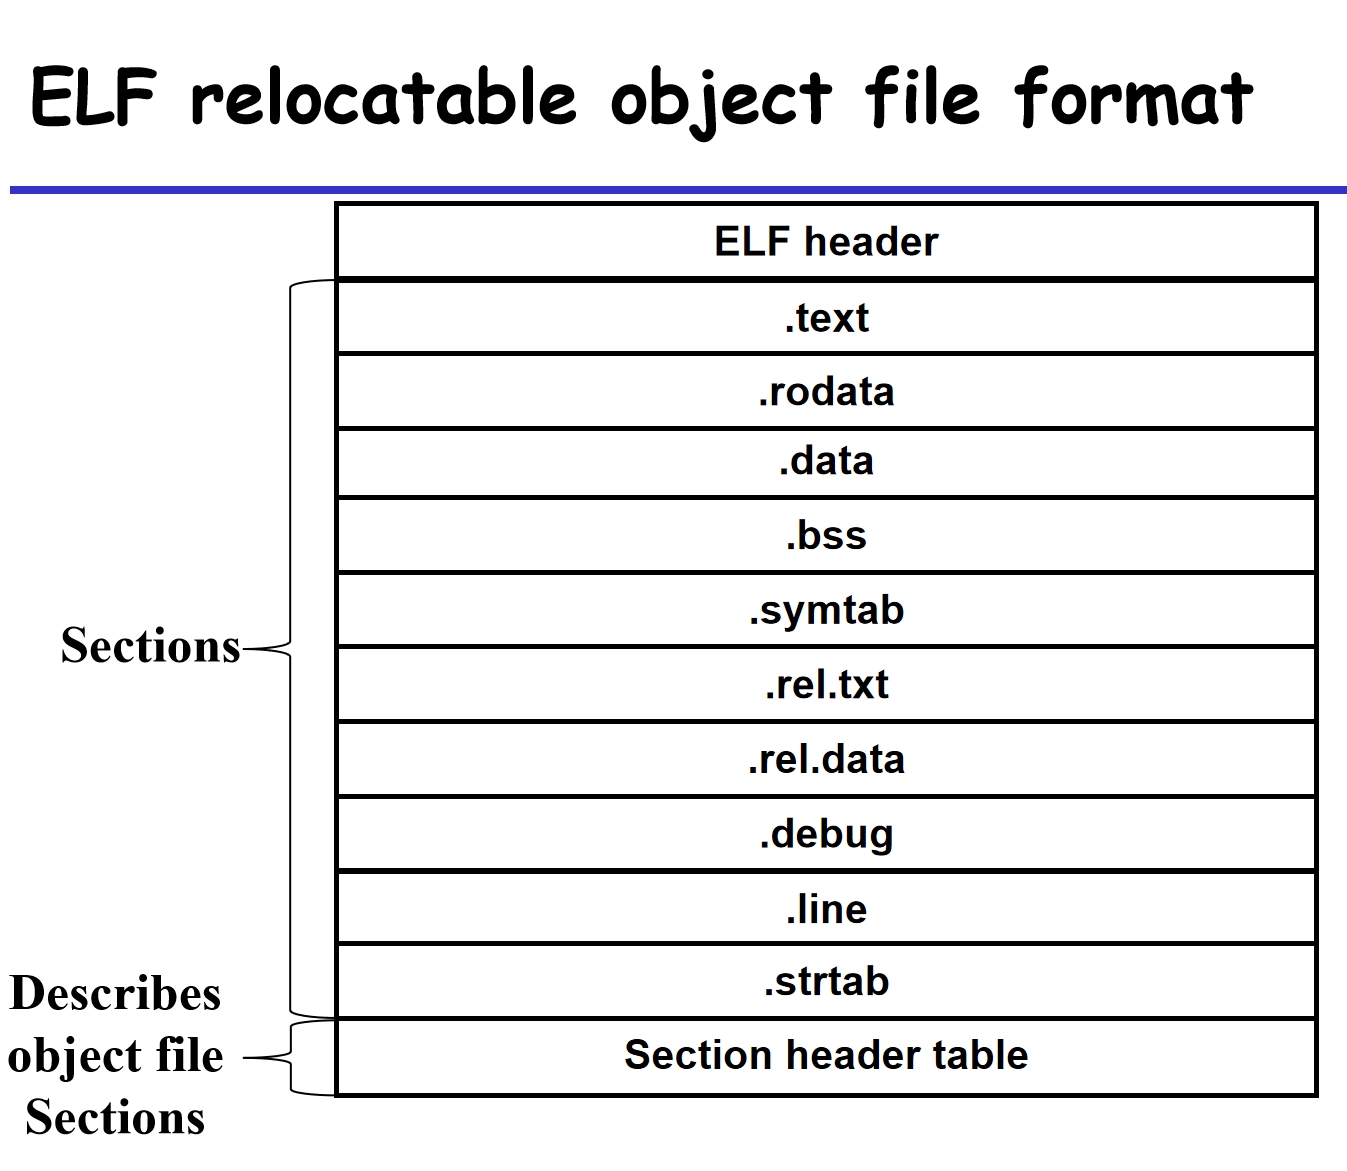 ELF relocatable object file format
ELF header
.text
.rodata
.data
.bss
.symtab
.rel.txt
.rel.data
.debug
.line
.strtab
Section header table
Sections
Describes
object file
Sections